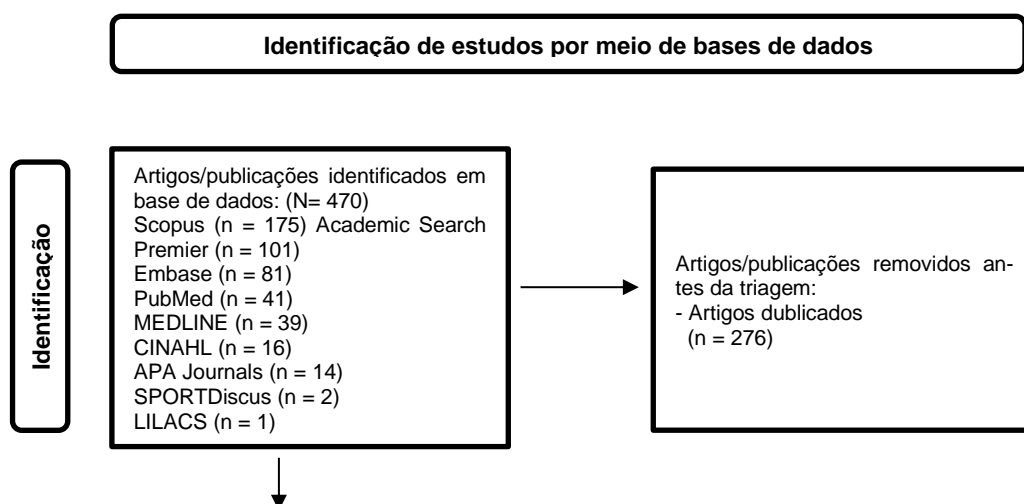 Identificação de estudos por meio de bases de dados
Identificação
Artigos/publicações identificados em
base de dados: (N= 470)
Scopus (n = 175) Academic Search
Premier (n = 101)
Embase (n = 81)
PubMed (n = 41)
MEDLINE (n = 39)
CINAHL (n = 16)
APA Journals (n = 14)
SPORTDiscus (n = 2)
LILACS (n = 1)
Artigos/publicações removidos an-
tes da triagem:
- Artigos dublicados
(n = 276)